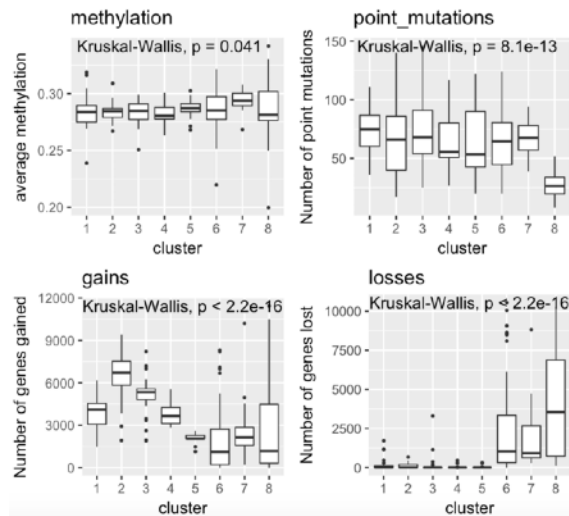 methylation
Kruskal-Wallis, p = 0.041
average methylation
0.30
0.25
0.20
1 2 3 4 5 6 7 8
cluster
point_mutations
Kruskal-Wallis, p = 8.1e-13
Number of point mutations
150
100
50
1 2 3 4 5 6 7 8
cluster
gains
Kruskal-Wallis, p < 2.2e-16
Number of genes gained
12000
9000
6000
3000
0
1 2 3 4 5 6 7 8
cluster
losses
Kruskal-Wallis, p < 2.2e-16
Number of genes lost
10000
7500
5000
2500
0
1 2 3 4 5 6 7 8
cluster